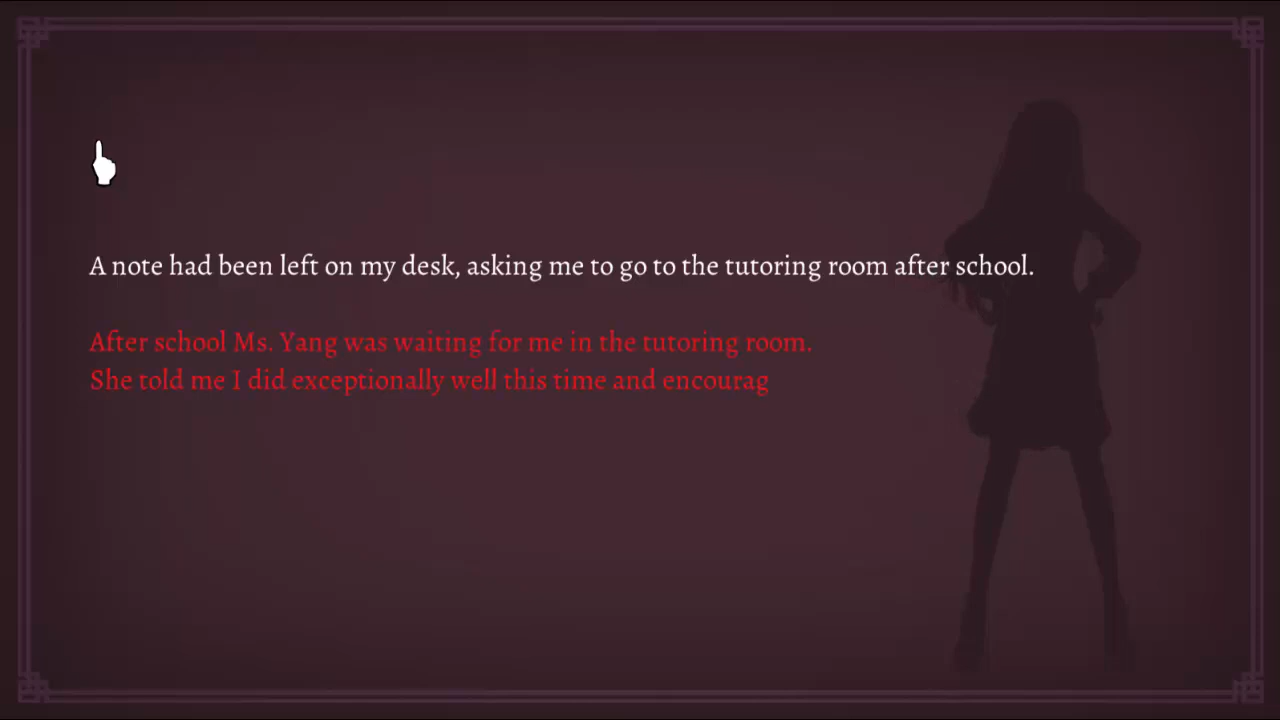 A note had been left on my desk, asking me to go to the tutoring room after school.
After school Ms. Yang was waiting for me in the tutoring room.
She told me I did exceptionally well this time and encourag